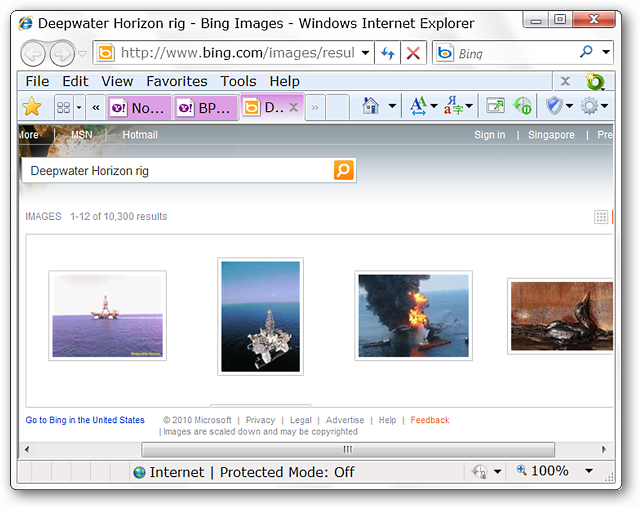 Deepwater Horizon rig - Bing Images - Windows Internet Explorer
http://www.bing.com/images/resul
Bing
File Edit View Favorites Tools Help
No... BP... D..
More | MSN Hotmail Sign in | Singapore | Pre
Deepwater Horizon rig
IMAGES 1-12 of 10,300 results
Go to Bing in the United States © 2010 Microsoft | Privacy | Legal | Advertise | Help | Feedback
| Images are scaled down and may be copyrighted
Internet | Protected Mode: Off 100%